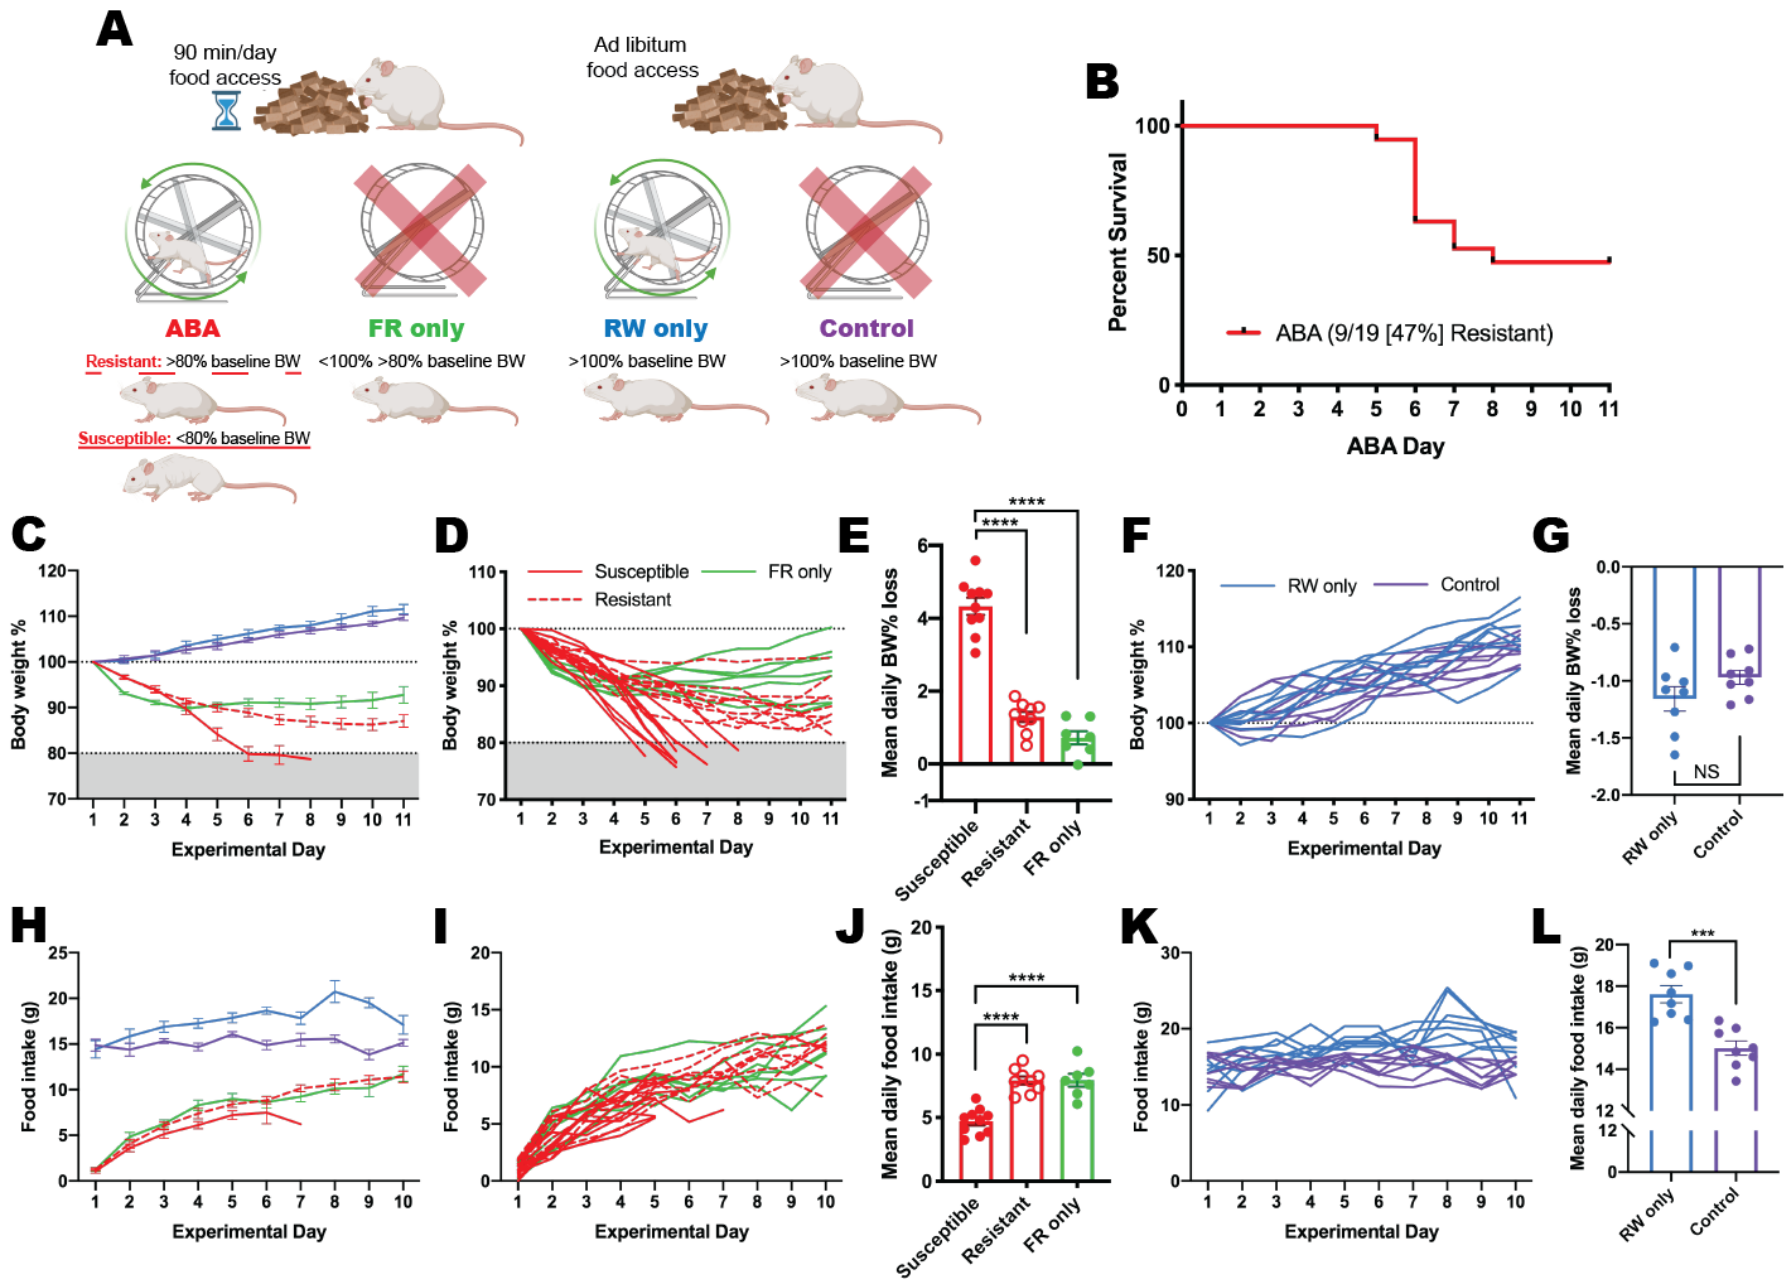 A
90 min/day
food access
Ad libitum
food access
ABA
FR only
RW only
Control
Resistant: >80% baseline BW
<100% >80% baseline BW
>100% baseline BW
>100% baseline BW
Susceptible: <80% baseline BW
B
Percent Survival
100
50
0
ABA (9/19 [47%] Resistant)
0 1 2 3 4 5 6 7 8 9 10 11
ABA Day
C
Body weight %
120
110
100
90
80
70
1 2 3 4 5 6 7 8 9 10 11
Experimental Day
D
Body weight %
110
100
90
80
70
Susceptible
FR only
Resistant
1 2 3 4 5 6 7 8 9 10 11
Experimental Day
E
Mean daily BW% loss
6
4
2
0
-1
****
****
Susceptible
Resistant
FR only
F
Body weight %
120
110
100
90
RW only
Control
1 2 3 4 5 6 7 8 9 10 11
Experimental Day
G
Mean daily BW% loss
0.0
-0.5
-1.0
-1.5
-2.0
NS
RW only
Control
H
Food intake (g)
25
20
15
10
5
0
1 2 3 4 5 6 7 8 9 10
Experimental Day
I
Food intake (g)
20
15
10
5
0
1 2 3 4 5 6 7 8 9 10
Experimental Day
J
Mean daily food intake (g)
20
15
10
5
0
****
****
Susceptible
Resistant
FR only
K
Food intake (g)
30
20
10
0
1 2 3 4 5 6 7 8 9 10
Experimental Day
L
Mean daily food intake (g)
20
18
16
14
12
12
0
***
RW only
Control